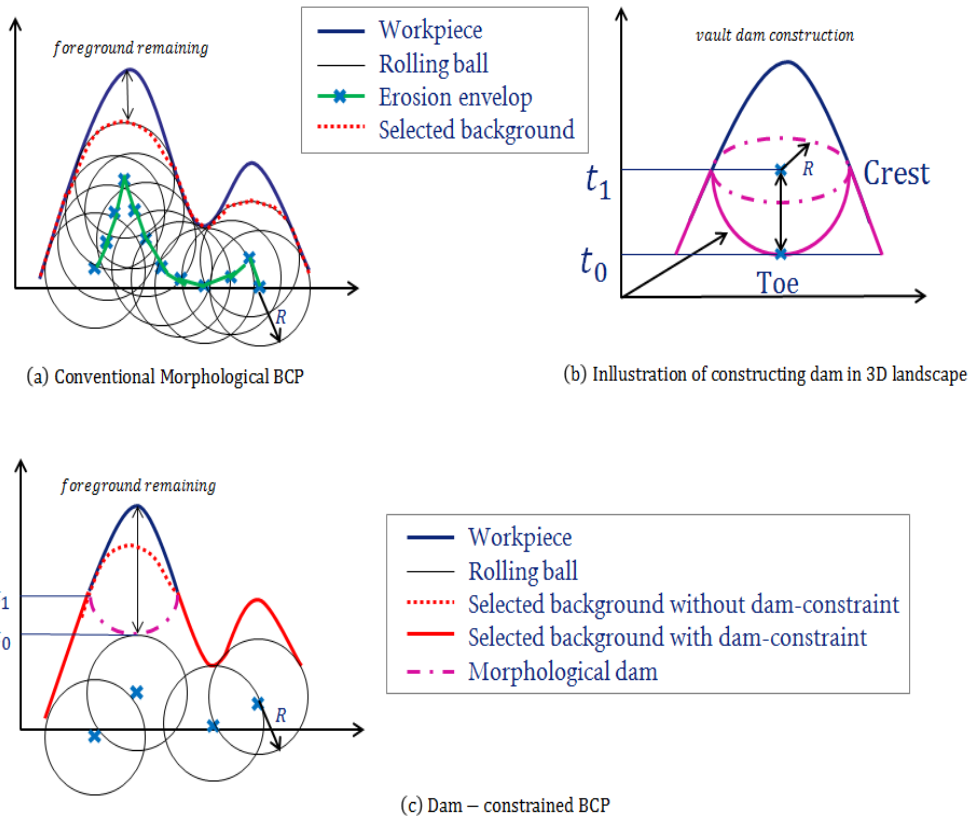 foreground remaining
Workpiece
Rolling ball
Erosion envelop
Selected background
R
(a) Conventional Morphological BCP
vault dam construction
R
t1
Crest
t0
Toe
(b) Inllustration of constructing dam in 3D landscape
foreground remaining
1
0
R
Workpiece
Rolling ball
Selected background without dam-constraint
Selected background with dam-constraint
Morphological dam
(c) Dam – constrained BCP